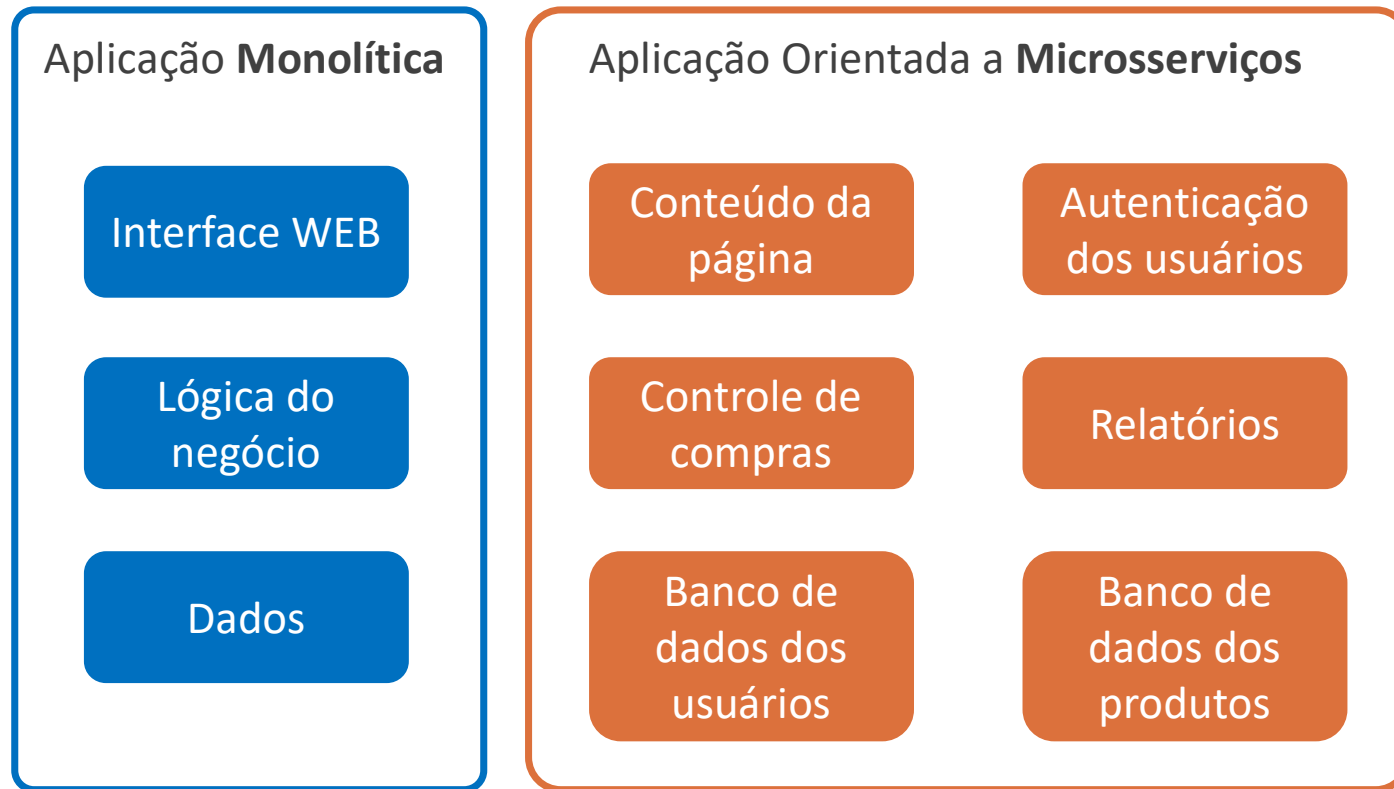 Aplicação Monolítica
Interface WEB
Lógica do
negócio
Dados
Aplicação Orientada a Microsserviços
Conteúdo da
página
Autenticação
dos usuários
Controle de
compras
Relatórios
Banco de
dados dos
usuários
Banco de
dados dos
produtos